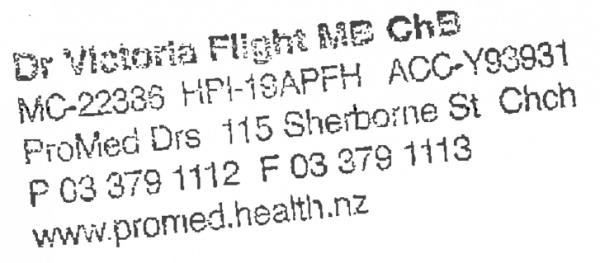 Dr Victoria Flight MB ChB
MC-22336 HPI-19APFH ACC-Y93931
ProMed Drs 115 Sherborne St Chch
P 03 379 1112 F 03 379 1113
www.promed.health.nz